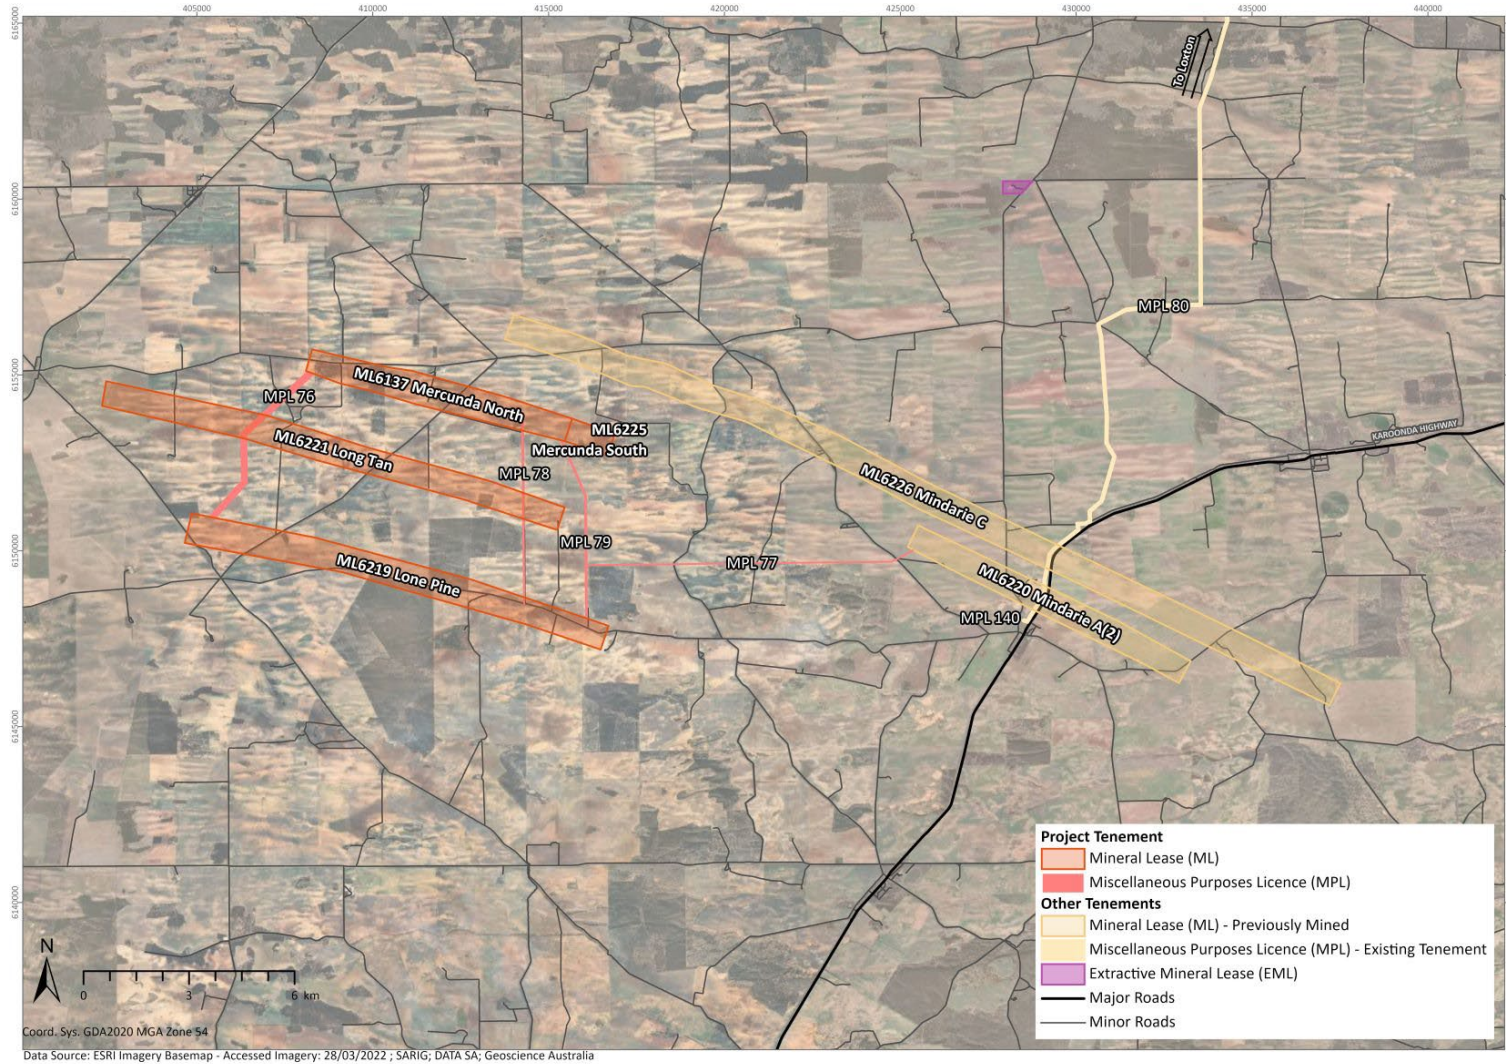 405000
410000
415000
420000
425000
430000
435000
440000
6165000
To Loxton
6160000
MPL 80
6155000
ML6137 Mercunda North
MPL 76
ML6225
Mercunda South
ML6221 Long Tan
MPL 78
KAROONDA HIGHWAY
ML6226 Mindarie C
6150000
MPL 79
MPL 77
ML6219 Lone Pine
ML6220 Mindarie A(2)
MPL 140
6145000
6140000
Project Tenement
Mineral Lease (ML)
Miscellaneous Purposes Licence (MPL)
Other Tenements
Mineral Lease (ML) - Previously Mined
Miscellaneous Purposes Licence (MPL) - Existing Tenement
Extractive Mineral Lease (EML)
Major Roads
Minor Roads
N
0 3 6 km
Coord. Sys. GDA2020 MGA Zone 54
Data Source: ESRI Imagery Basemap - Accessed Imagery: 28/03/2022 ; SARIG; DATA SA; Geoscience Australia